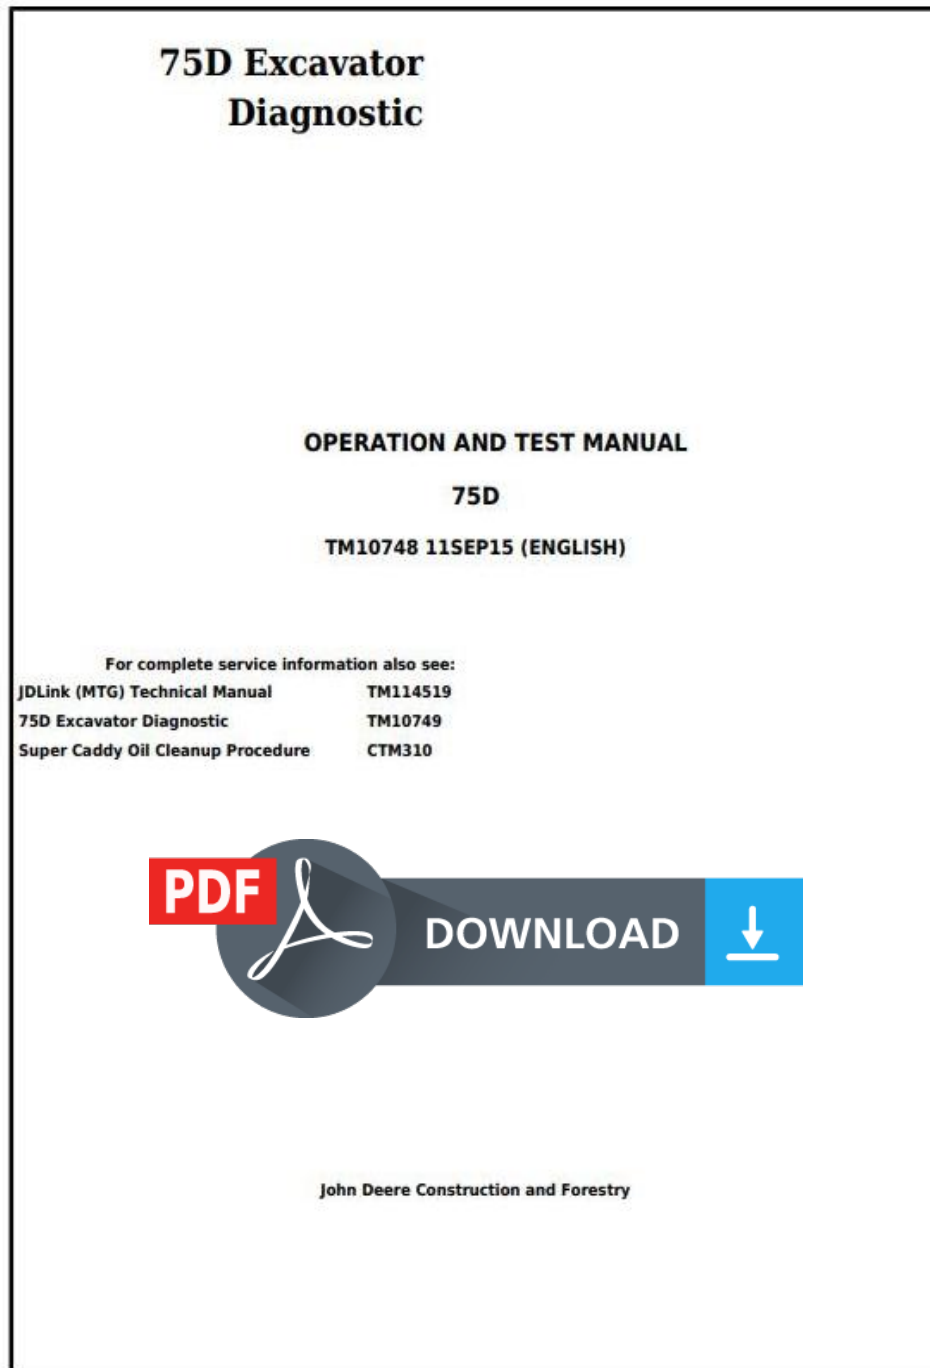 75D Excavator
Diagnostic
OPERATION AND TEST MANUAL
75D
TM10748 11SEP15 (ENGLISH)
For complete service information also see:
JDLink (MTG) Technical Manual TM114519
75D Excavator Diagnostic TM10749
Super Caddy Oil Cleanup Procedure CTM310
PDF
DOWNLOAD
John Deere Construction and Forestry